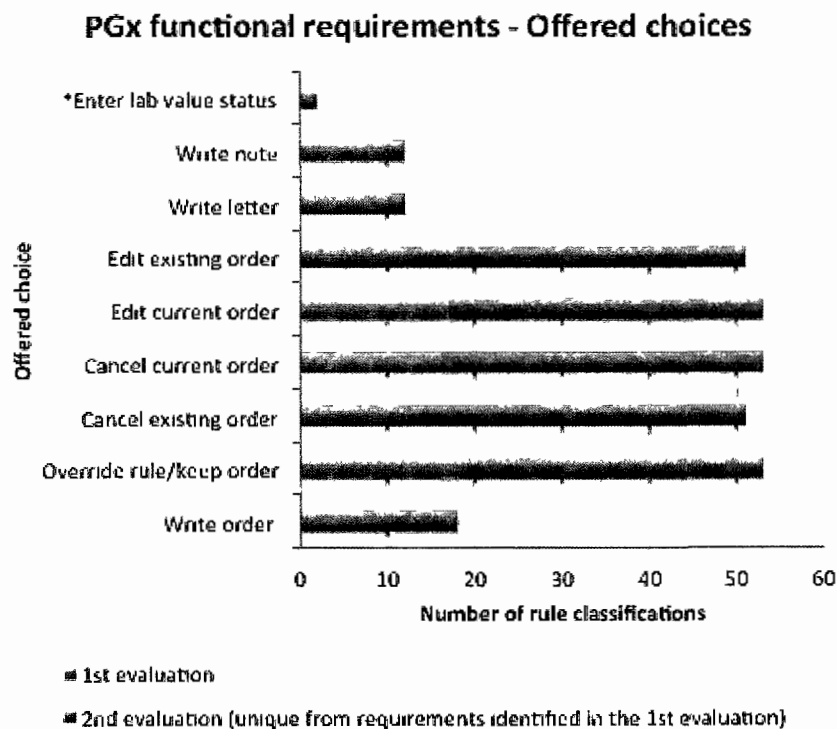 PGx functional requirements - Offered choices
*Enter lab value status
Write note
Write letter
Edit existing order
Edit current order
Cancel current order
Cancel existing order
Override rule/keep order
Write order
Offered choice
0 10 20 30 40 50 60
Number of rule classifications
1st evaluation
2nd evaluation (unique from requirements identified in the 1st evaluation)